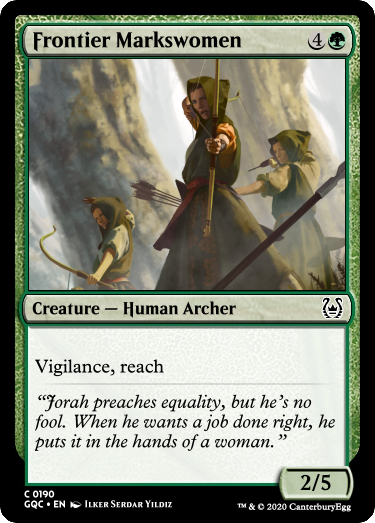 Frontier Markswomen 4
Creature — Human Archer
Vigilance, reach
“Jorah preaches equality, but he’s no
fool. When he wants a job done right, he
puts it in the hands of a woman.”
2/5
C 0190
GQC • EN ILKER SERDAR YILDIZ
™ & © 2020 CanterburyEgg